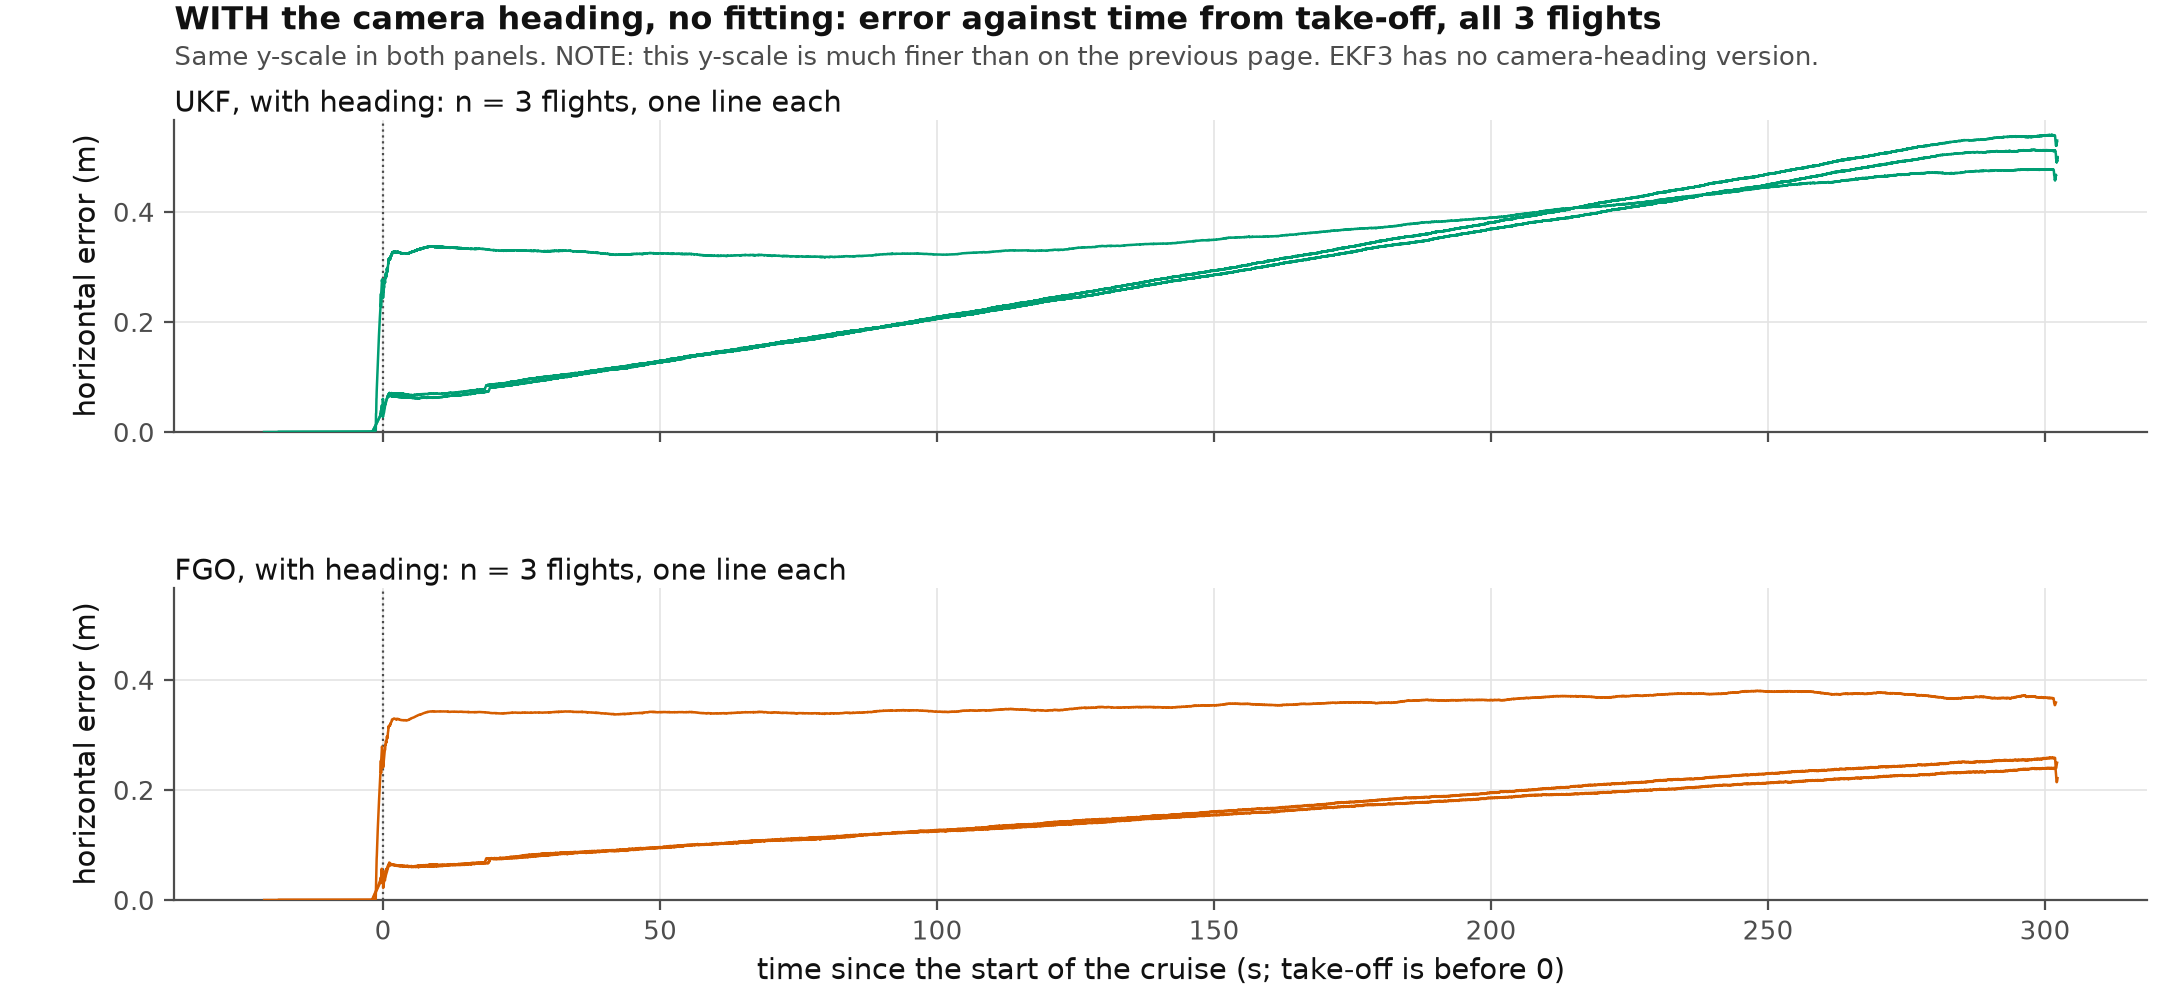 WITH the camera heading, no fitting: error against time from take-off, all 3 flights
Same y-scale in both panels. NOTE: this y-scale is much finer than on the previous page. EKF3 has no camera-heading version.
UKF, with heading: n = 3 flights, one line each
horizontal error (m)
0.4
0.2
0.0
FGO, with heading: n = 3 flights, one line each
horizontal error (m)
0.4
0.2
0.0
0 50 100 150 200 250 300
time since the start of the cruise (s; take-off is before 0)